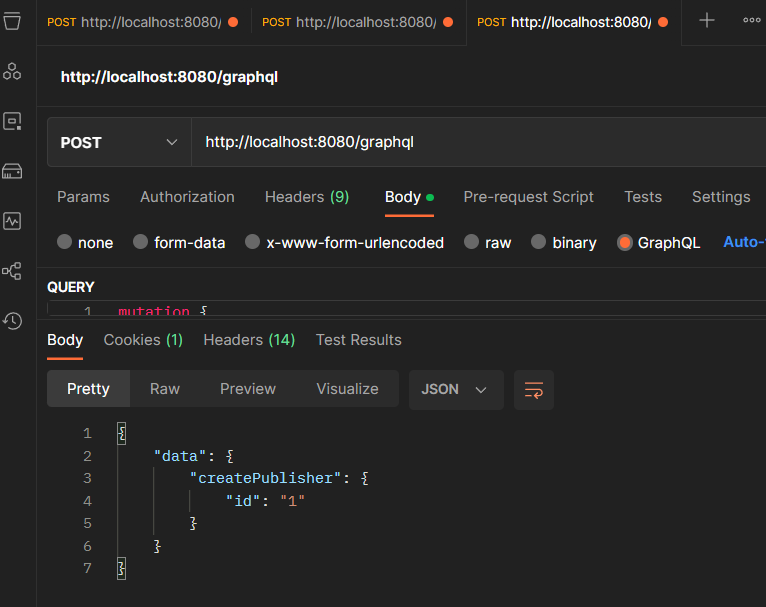 POST http://localhost:8080/ POST http://localhost:8080/ POST http://localhost:8080/
http://localhost:8080/graphql
POST http://localhost:8080/graphql
Params Authorization Headers (9) Body Pre-request Script Tests Settings
none form-data x-www-form-urlencoded raw binary GraphQL Auto-
QUERY
1 mutation {
Body Cookies (1) Headers (14) Test Results
Pretty Raw Preview Visualize JSON
1 {
2 "data": {
3 "createPublisher": {
4 "id": "1"
5 }
6 }
7 }